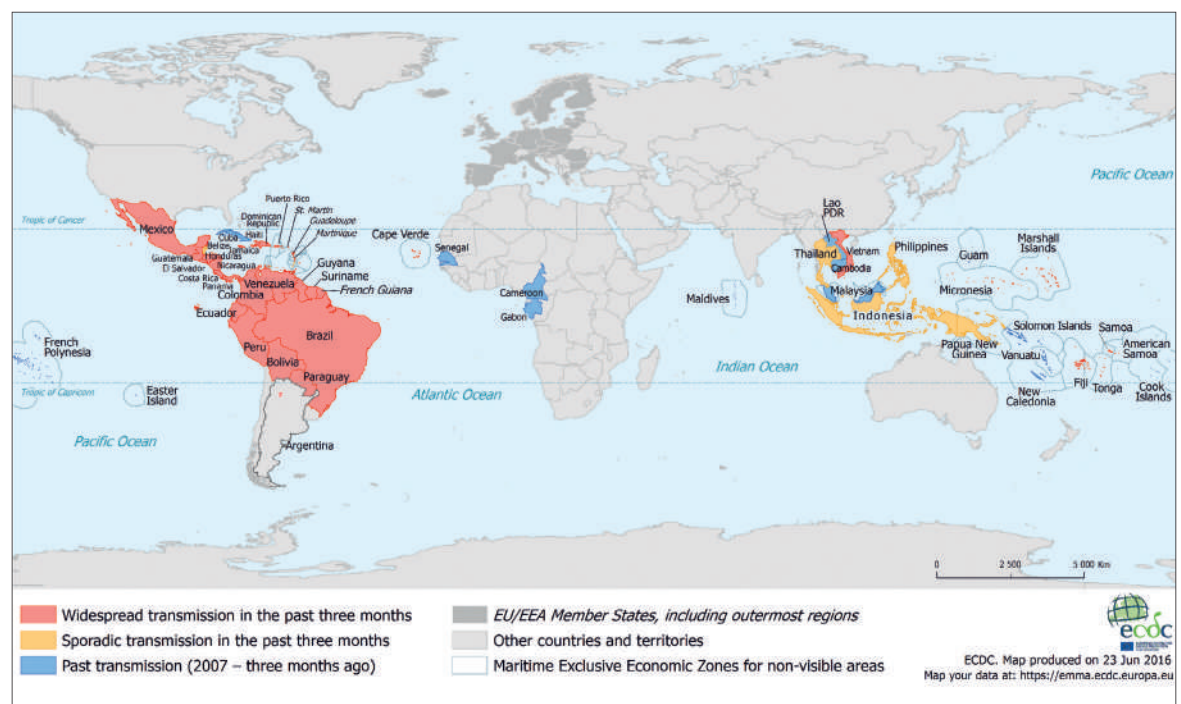 Pacific Ocean
Tropic of Cancer
Mexico
Puerto Rico
St. Martin
Dominican
Republic
Guadeloupe
Martinique
Cuba
Haiti
Belize
Jamaica
Guatemala
Honduras
El Salvador
Nicaragua
Costa Rica
Panama
Venezuela
Colombia
Guyana
Suriname
French Guiana
Ecuador
Brazil
Peru
Bolivia
Paraguay
Argentina
Cape Verde
Senegal
Cameroon
Gabon
Maldives
Lao
PDR
Thailand
Vietnam
Cambodia
Philippines
Malaysia
Indonesia
Guam
Marshall
Islands
Micronesia
Papua New
Guinea
Solomon Islands
Vanuatu
New
Caledonia
Fiji
Samoa
American
Samoa
Tonga
Cook
Islands
French
Polynesia
Tropic of Capricorn
Easter
Island
Pacific Ocean
Atlantic Ocean
Indian Ocean
0 2 500 5 000 Km
Widespread transmission in the past three months
Sporadic transmission in the past three months
Past transmission (2007 – three months ago)
EU/EEA Member States, including outermost regions
Other countries and territories
Maritime Exclusive Economic Zones for non-visible areas
ecdc
ECDC. Map produced on 23 Jun 2016
Map your data at: https://emma.ecdc.europa.eu